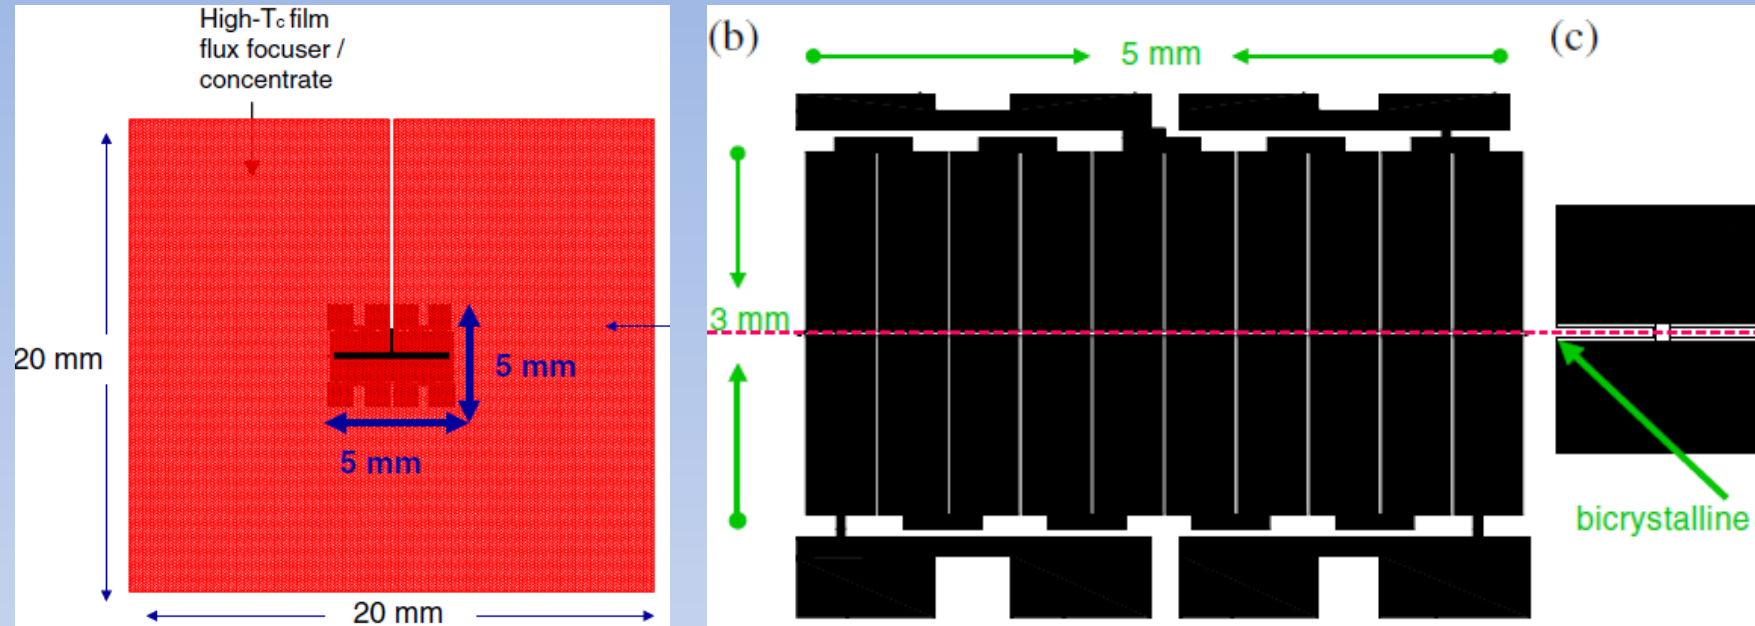 High-Tc film
flux focuser /
concentrate
20 mm
5 mm
5 mm
20 mm
(b)
5 mm
3 mm
(c)
bicrystalline